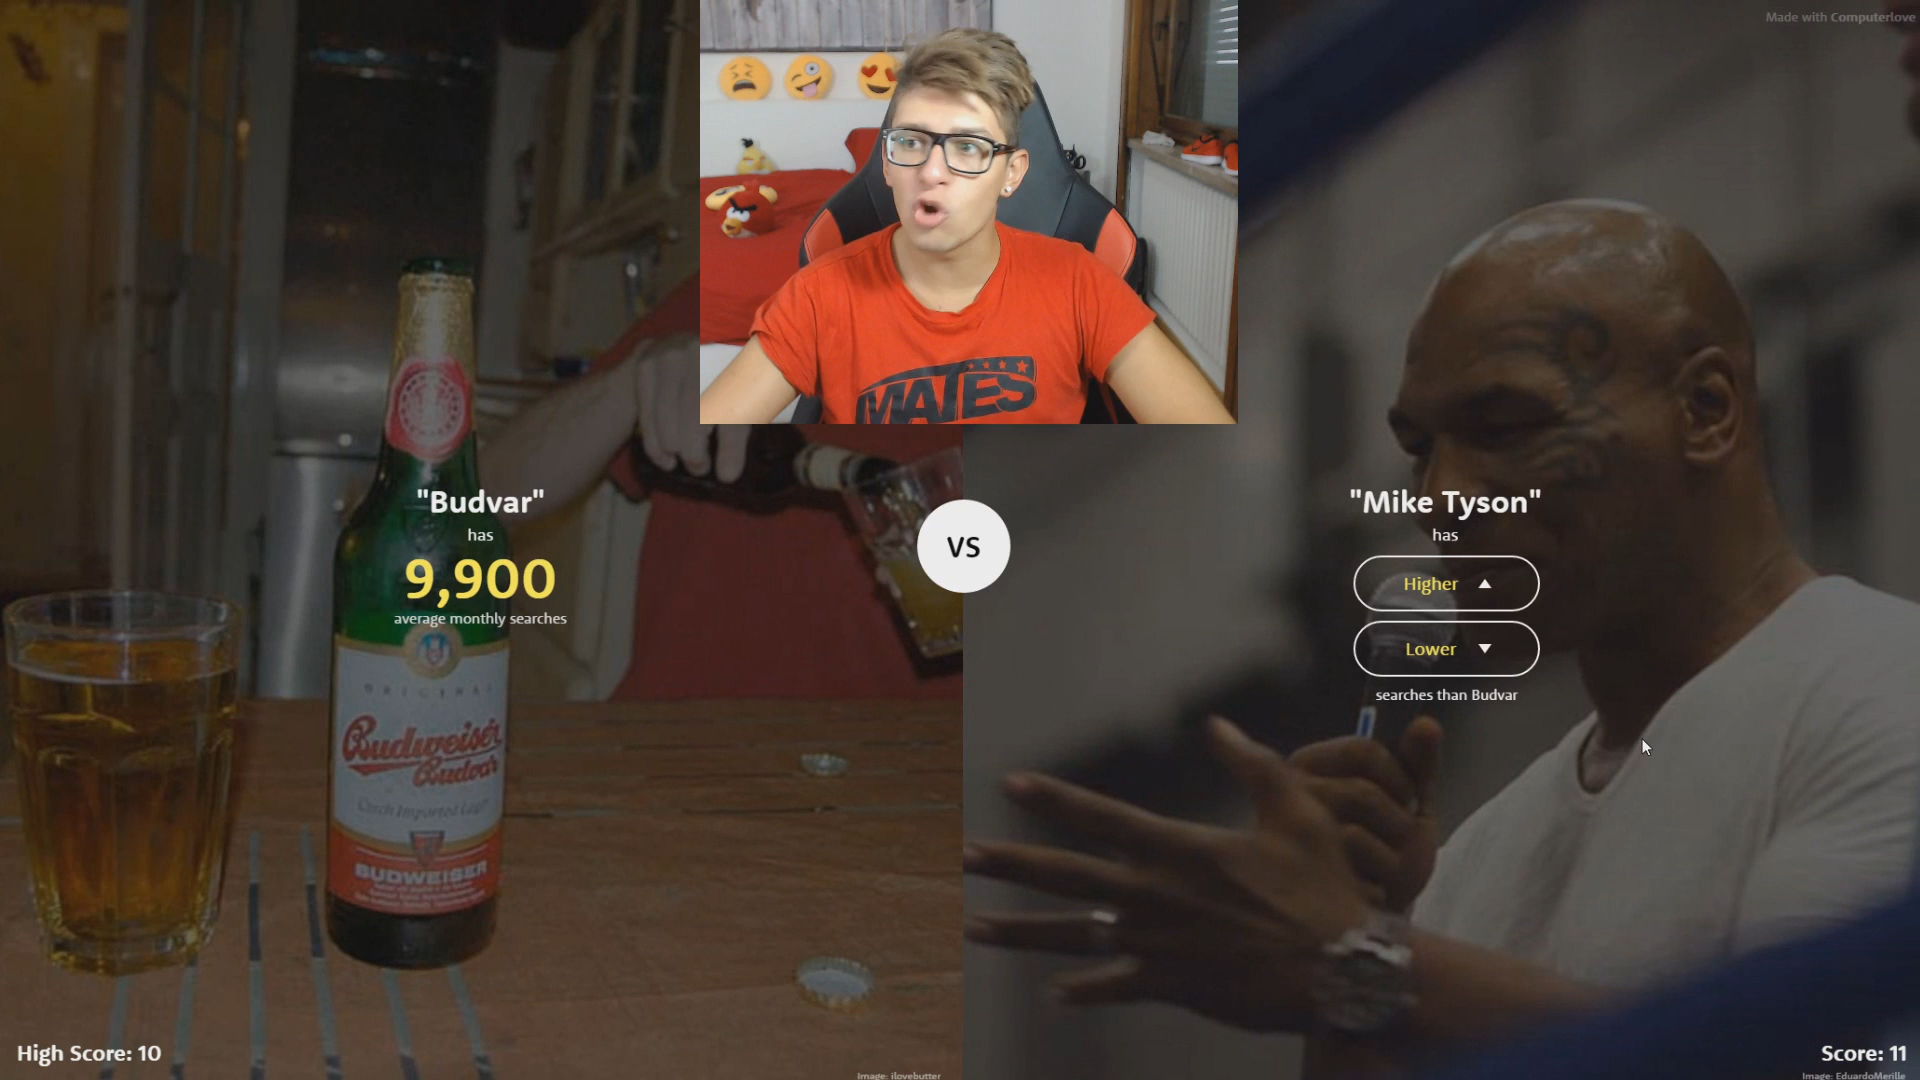 Made with Computerlove
MATES
"Budvar"
has
9,900
average monthly searches
VS
"Mike Tyson"
has
Higher
Lower
searches than Budvar
ORIGINAL
Budweiser
Budvar
Czech Imported Lager
BUDWEISER
High Score: 10
Image: ilovebutter
Score: 11
Image: EduardoMerille